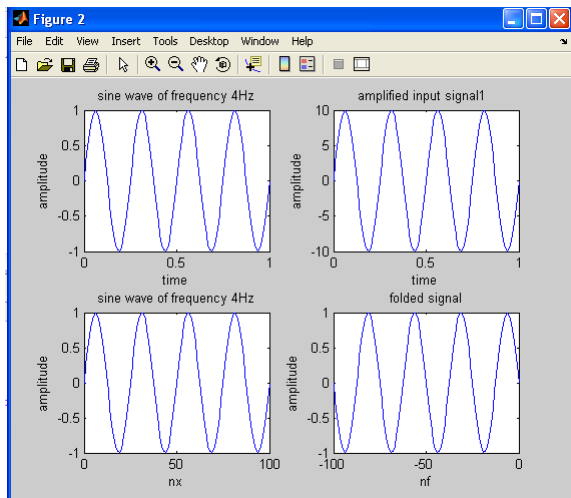 Figure 2
File Edit View Insert Tools Desktop Window Help
sine wave of frequency 4Hz
1
0.5
0
-0.5
-1
amplitude
0 0.5 1
time
amplified input signal1
10
5
0
-5
-10
amplitude
0 0.5 1
time
sine wave of frequency 4Hz
1
0.5
0
-0.5
-1
amplitude
0 50 100
nx
folded signal
1
0.5
0
-0.5
-1
amplitude
-100 -50 0
nf